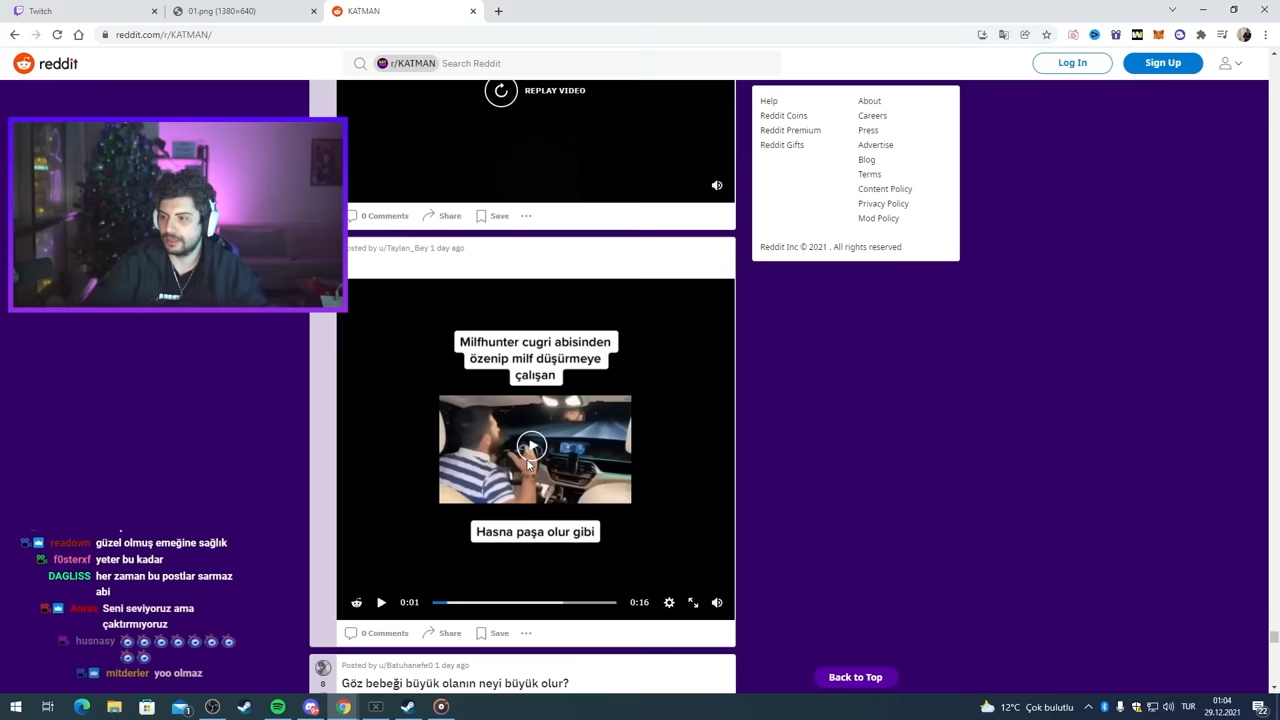 Twitch
01.png (1380×640)
KATMAN
reddit.com/r/KATMAN/
reddit
r/KATMAN
Search Reddit
Log In
Sign Up
REPLAY VIDEO
0 Comments
Share
Save
Help
About
Reddit Coins
Careers
Reddit Premium
Press
Reddit Gifts
Advertise
Blog
Terms
Content Policy
Privacy Policy
Mod Policy
Reddit Inc © 2021 . All rights reserved
osted by u/Taylan_Bey 1 day ago
Milfhunter cugri abisinden
özenip milf düşürmeye
çalışan
Hasna paşa olur gibi
0:01
0:16
0 Comments
Share
Save
readown güzel olmuş emeğine sağlık
f0sterxf yeter bu kadar
DAGLISS her zaman bu postlar sarmaz
abi
Anras Seni seviyoruz ama
çaktırmıyoruz
husnasy
mitderler yoo olmaz
Posted by u/Batuhanefe0 1 day ago
8
Göz bebeği büyük olanın neyi büyük olur?
Back to Top
12°C Çok bulutlu
TUR
01:04
29.12.2021
22